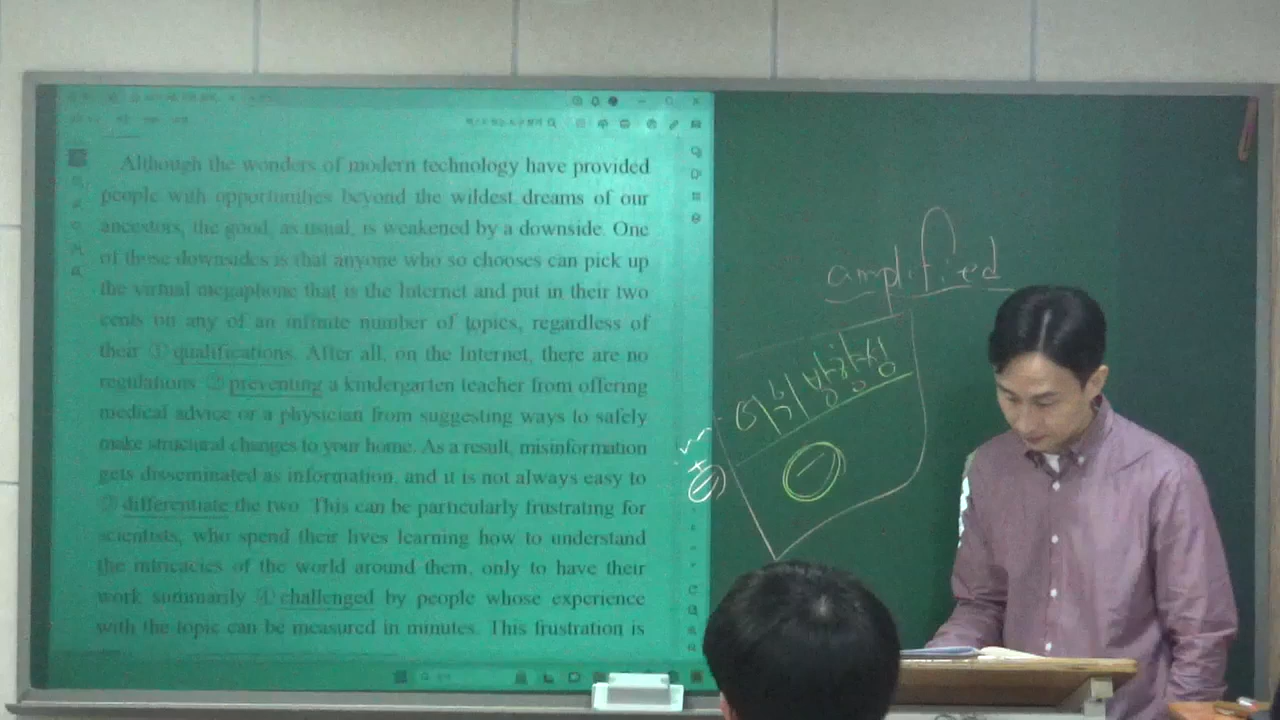 Although the wonders of modern technology have provided
people with opportunities beyond the wildest dreams of our
ancestors, the good, as usual, is weakened by a downside. One
of these downsides is that anyone who so chooses can pick up
the virtual megaphone that is the Internet and put in their two
cents on any of an infinite number of topics, regardless of
their ① qualifications. After all, on the Internet, there are no
regulations ② preventing a kindergarten teacher from offering
medical advice or a physician from suggesting ways to safely
make structural changes to your home. As a result, misinformation
gets disseminated as information, and it is not always easy to
③ differentiate the two. This can be particularly frustrating for
scientists, who spend their lives learning how to understand
the intricacies of the world around them, only to have their
work summarily ④ challenged by people whose experience
with the topic can be measured in minutes. This frustration is
amplified
어휘 방향성